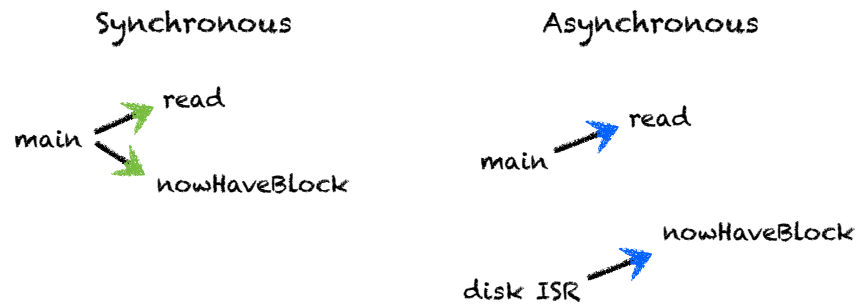 Synchronous
main
read
nowHaveBlock
Asynchronous
main
read
disk ISR
nowHaveBlock